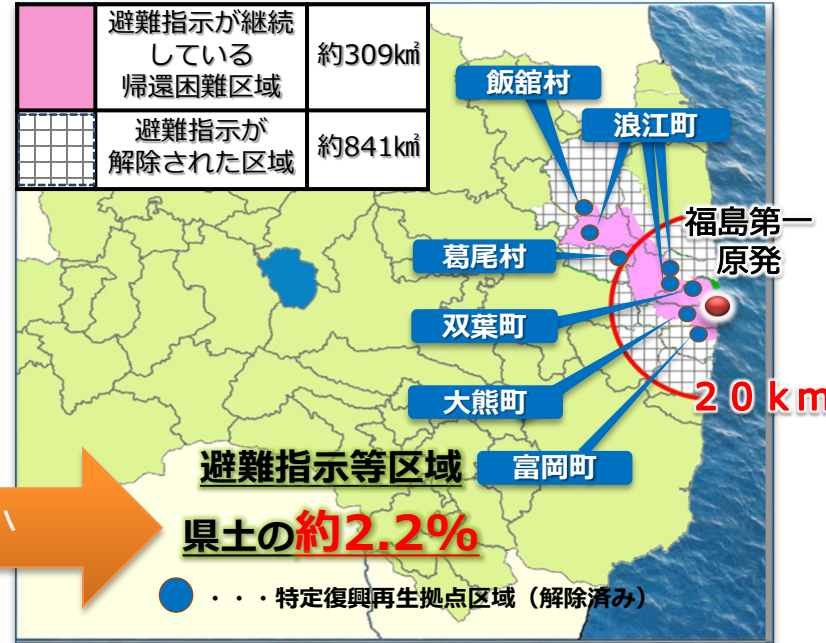 避難指示が継続
している
帰還困難区域
約309㎢
避難指示が
解除された区域
約841㎢
飯舘村
浪江町
福島第一
原発
葛尾村
双葉町
大熊町
20km
富岡町
避難指示等区域
県土の約2.2%
・・・特定復興再生拠点区域（解除済み）